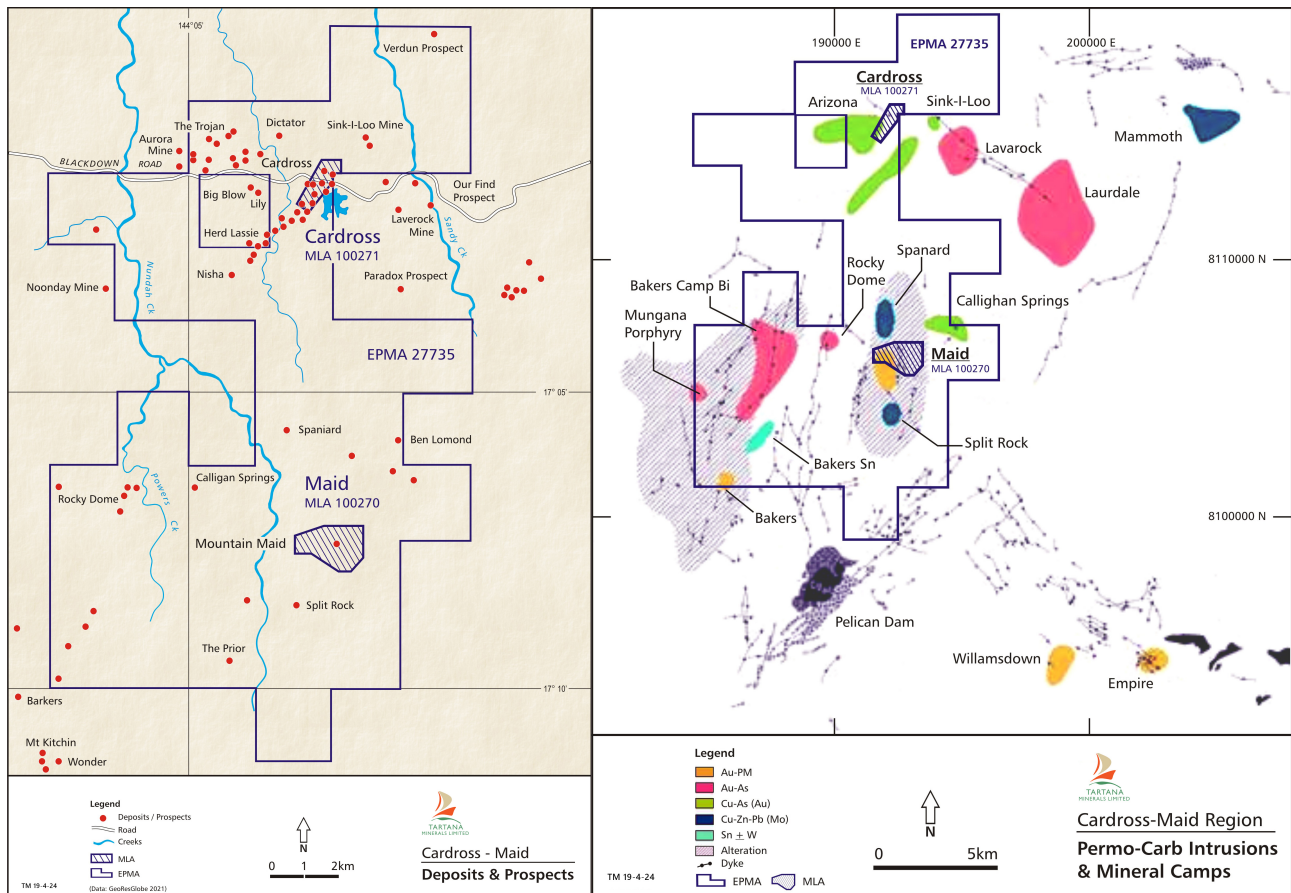 144° 05'
Verdun Prospect
The Trojan
Dictator
Sink-I-Loo Mine
Aurora
Mine
BLACKDOWN
ROAD
Cardross
Big Blow
Lily
Our Find
Prospect
Laverock
Mine
Sandy Ck
Herd Lassie
Cardross
MLA 100271
Nisha
Paradox Prospect
Noonday Mine
Nundah Ck
EPMA 27735
17° 05'
Spaniard
Ben Lomond
Maid
MLA 100270
Calligan Springs
Rocky Dome
Powers Ck
Mountain Maid
Split Rock
The Prior
17° 10'
Barkers
Mt Kitchin
Wonder
Legend
Deposits / Prospects
Road
Creeks
MLA
EPMA
(Data: GeoResGlobe 2021)
TM 19-4-24
N
0 1 2km
TARTANA
MINERALS LIMITED
Cardross - Maid
Deposits & Prospects
190000 E
200000 E
EPMA 27735
Cardross
MLA 100271
Arizona
Sink-I-Loo
Mammoth
Lavarock
Laurdale
8110000 N
Spanard
Rocky
Dome
Bakers Camp Bi
Callighan Springs
Mungana
Porphyry
Maid
MLA 100270
Split Rock
Bakers Sn
Bakers
8100000 N
Pelican Dam
Willamsdown
Empire
Legend
Au-PM
Au-As
Cu-As (Au)
Cu-Zn-Pb (Mo)
Sn ± W
Alteration
Dyke
EPMA MLA
TM 19-4-24
N
0 5km
TARTANA
MINERALS LIMITED
Cardross-Maid Region
Permo-Carb Intrusions
& Mineral Camps